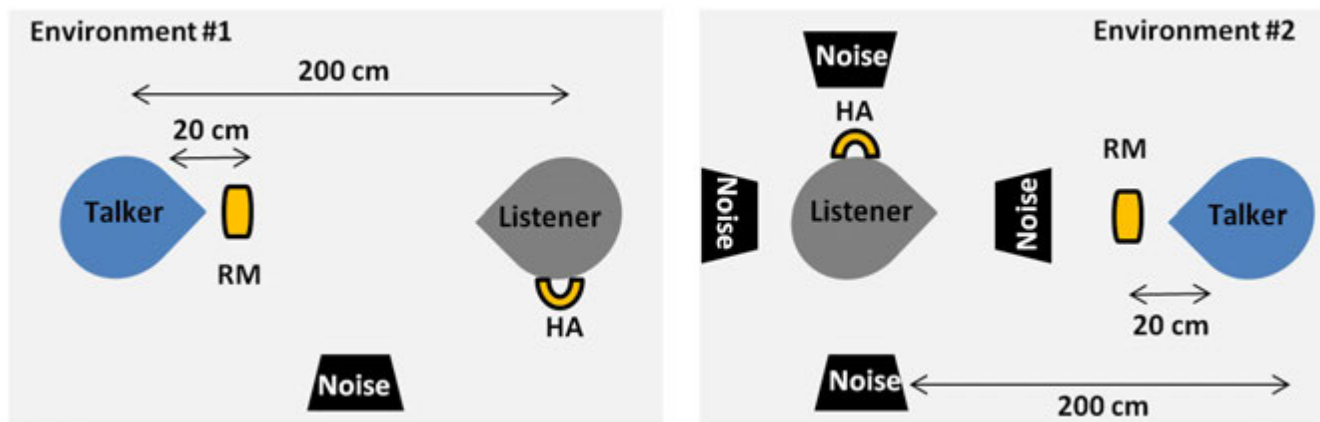 Environment #1
200 cm
20 cm
Talker
RM
Listener
HA
Noise
Environment #2
Noise
HA
RM
Noise
Listener
Noise
Talker
20 cm
Noise
200 cm